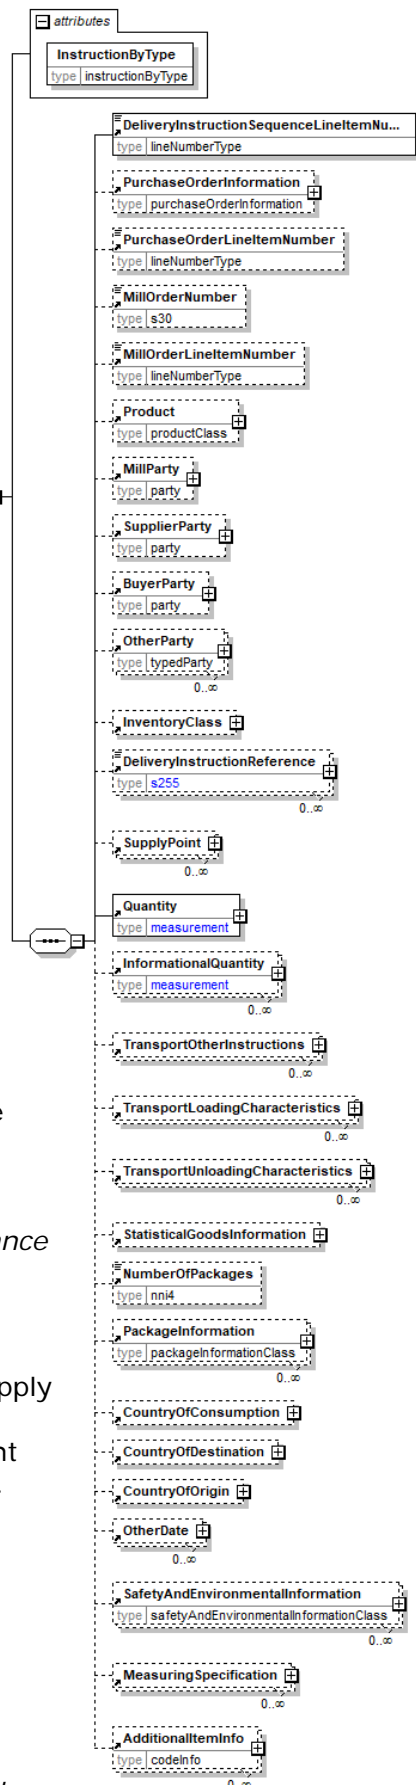 attributes
InstructionByType
type instructionByType
DeliveryInstructionSequenceLineItemNu...
type lineNumberType
PurchaseOrderInformation
type purchaseOrderInformation
PurchaseOrderLineItemNumber
type lineNumberType
MillOrderNumber
type s30
MillOrderLineItemNumber
type lineNumberType
Product
type productClass
MillParty
type party
SupplierParty
type party
BuyerParty
type party
OtherParty
type typedParty
0..∞
InventoryClass
DeliveryInstructionReference
type s255
0..∞
SupplyPoint
0..∞
Quantity
type measurement
InformationalQuantity
type measurement
0..∞
TransportOtherInstructions
0..∞
TransportLoadingCharacteristics
e
0..∞
TransportUnloadingCharacteristics
0..∞
StatisticalGoodsInformation
nce
NumberOfPackages
type nni4
PackageInformation
type packageInformationClass
0..∞
pply
CountryOfConsumption
CountryOfDestination
nt
CountryOfOrigin
OtherDate
0..∞
SafetyAndEnvironmentalInformation
type safetyAndEnvironmentalInformationClass
0..∞
MeasuringSpecification
0..∞
AdditionalItemInfo
type codeInfo
0..∞